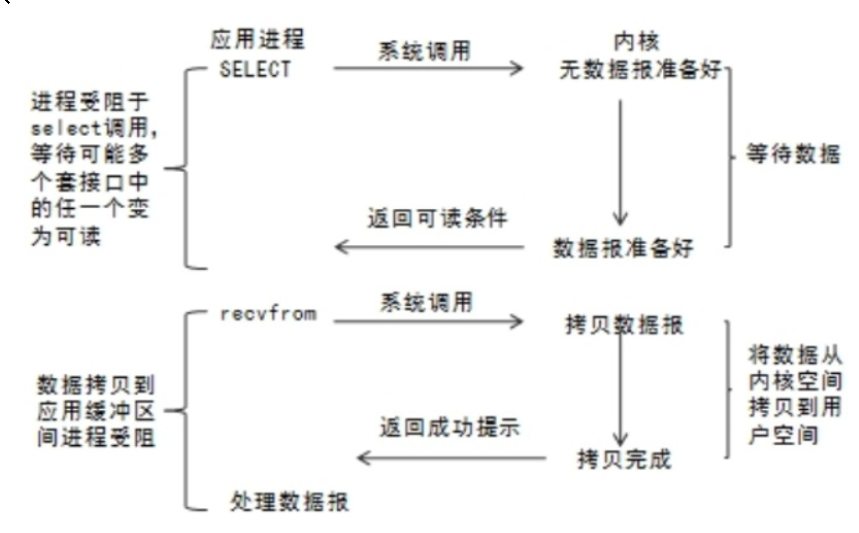 应用进程
SELECT
系统调用
内核
无数据报准备好
进程受阻于
select调用，
等待可能多
个套接口中
的任一个变
为可读
等待数据
返回可读条件
数据报准备好
recvfrom
系统调用
拷贝数据报
数据拷贝到
应用缓冲区
间进程受阻
将数据从
内核空间
拷贝到用
户空间
返回成功提示
拷贝完成
处理数据报